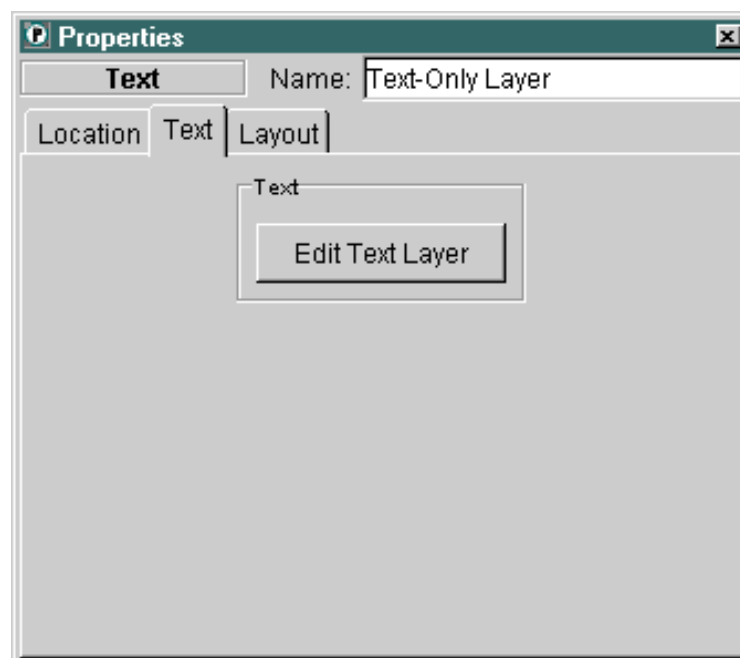 Properties
Text Name: Text-Only Layer
Location Text Layout
Text
Edit Text Layer